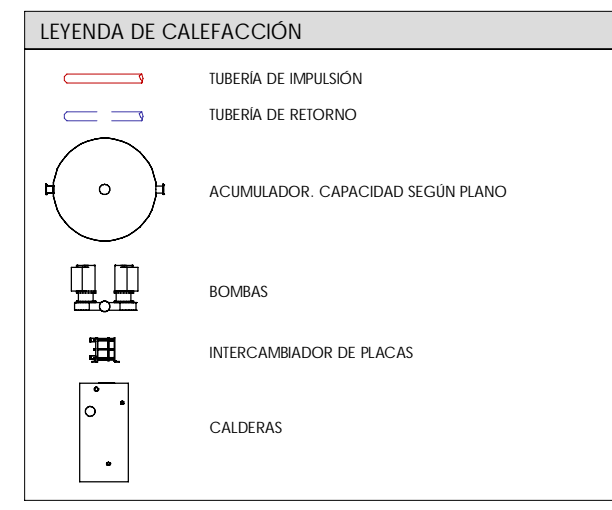 LEYENDA DE CALEFACCIÓN
TUBERÍA DE IMPULSIÓN
TUBERÍA DE RETORNO
ACUMULADOR. CAPACIDAD SEGÚN PLANO
BOMBAS
INTERCAMBIADOR DE PLACAS
CALDERAS